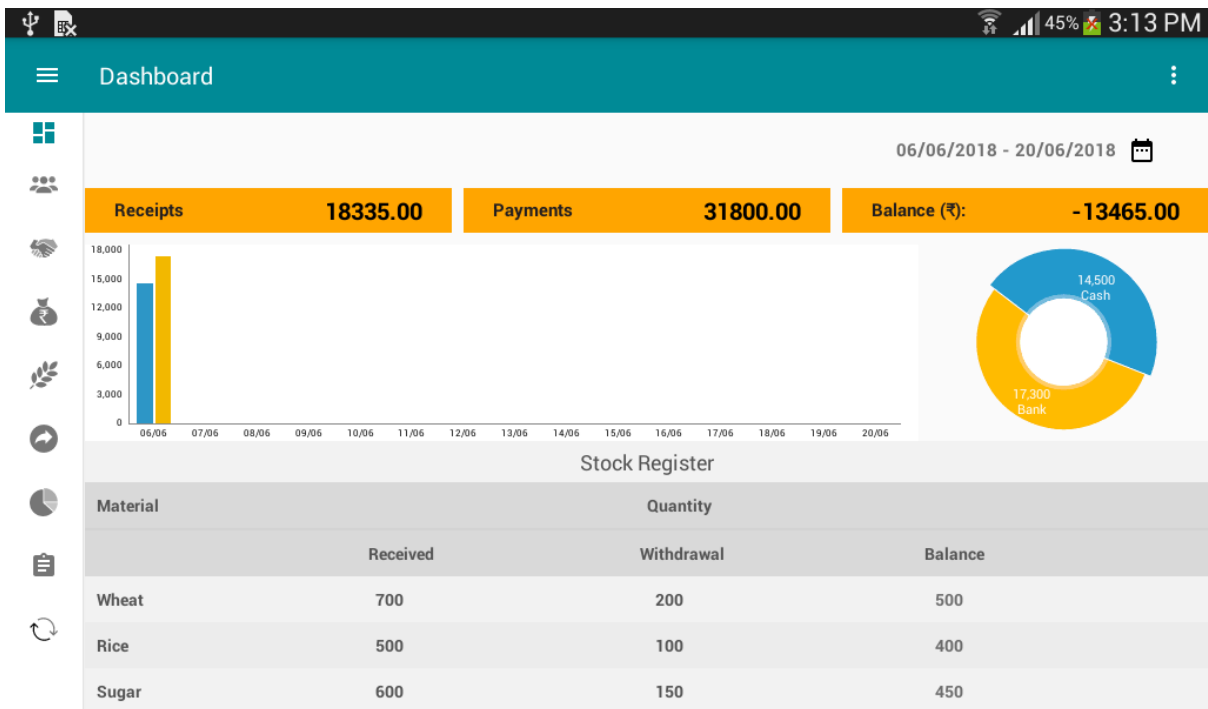 45% 3:13 PM
Dashboard
06/06/2018 - 20/06/2018
Receipts 18335.00 Payments 31800.00 Balance (₹): -13465.00
18,000
15,000
12,000
9,000
6,000
3,000
0
06/06 07/06 08/06 09/06 10/06 11/06 12/06 13/06 14/06 15/06 16/06 17/06 18/06 19/06 20/06
14,500
Cash
17,300
Bank
Stock Register
Material Quantity
Received Withdrawal Balance
Wheat 700 200 500
Rice 500 100 400
Sugar 600 150 450